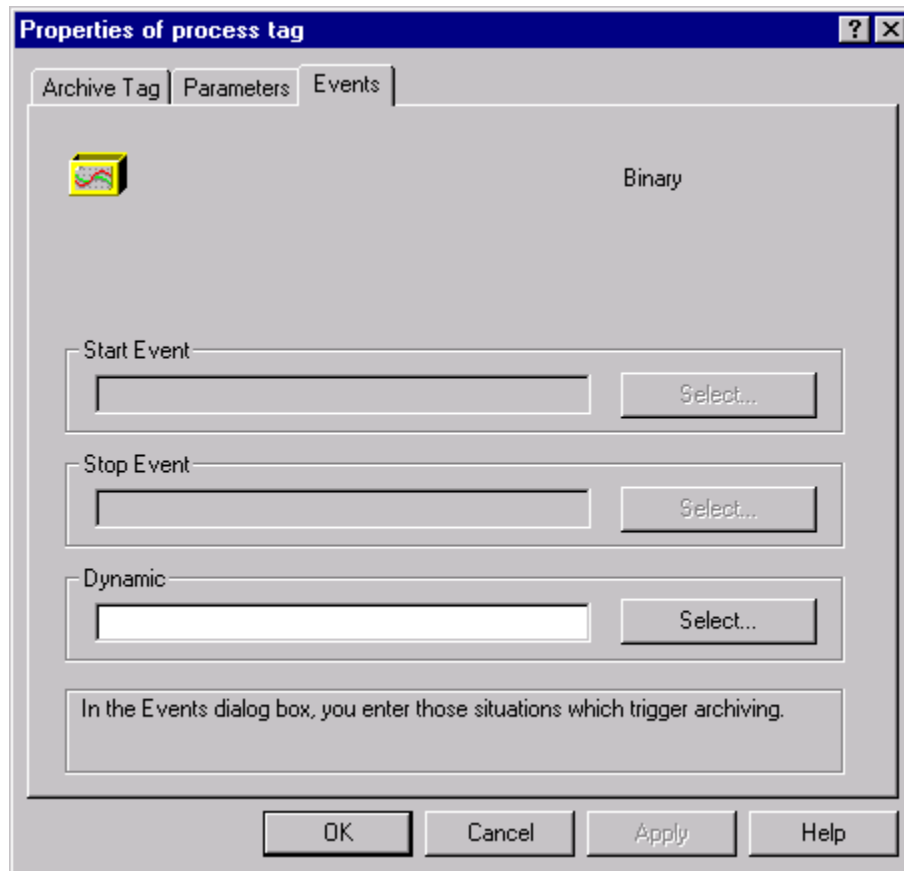 Properties of process tag
Archive Tag Parameters Events
Binary
Start Event
Select...
Stop Event
Select...
Dynamic
Select...
In the Events dialog box, you enter those situations which trigger archiving.
OK Cancel Apply Help